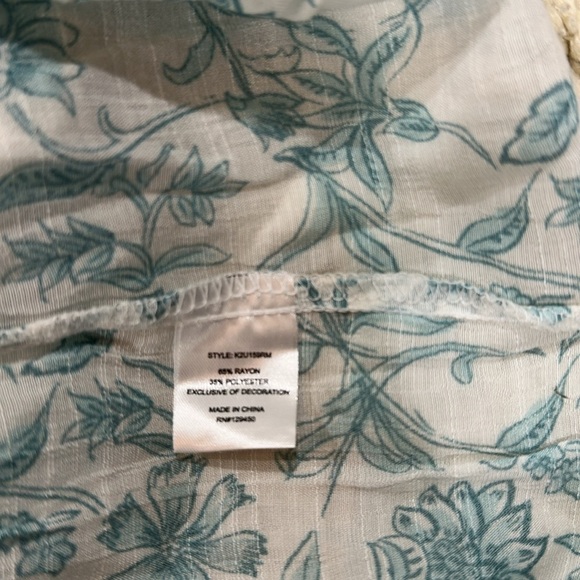 STYLE: K2U159RM
65% RAYON
35% POLYESTER
EXCLUSIVE OF DECORATION
MADE IN CHINA
RN#129450